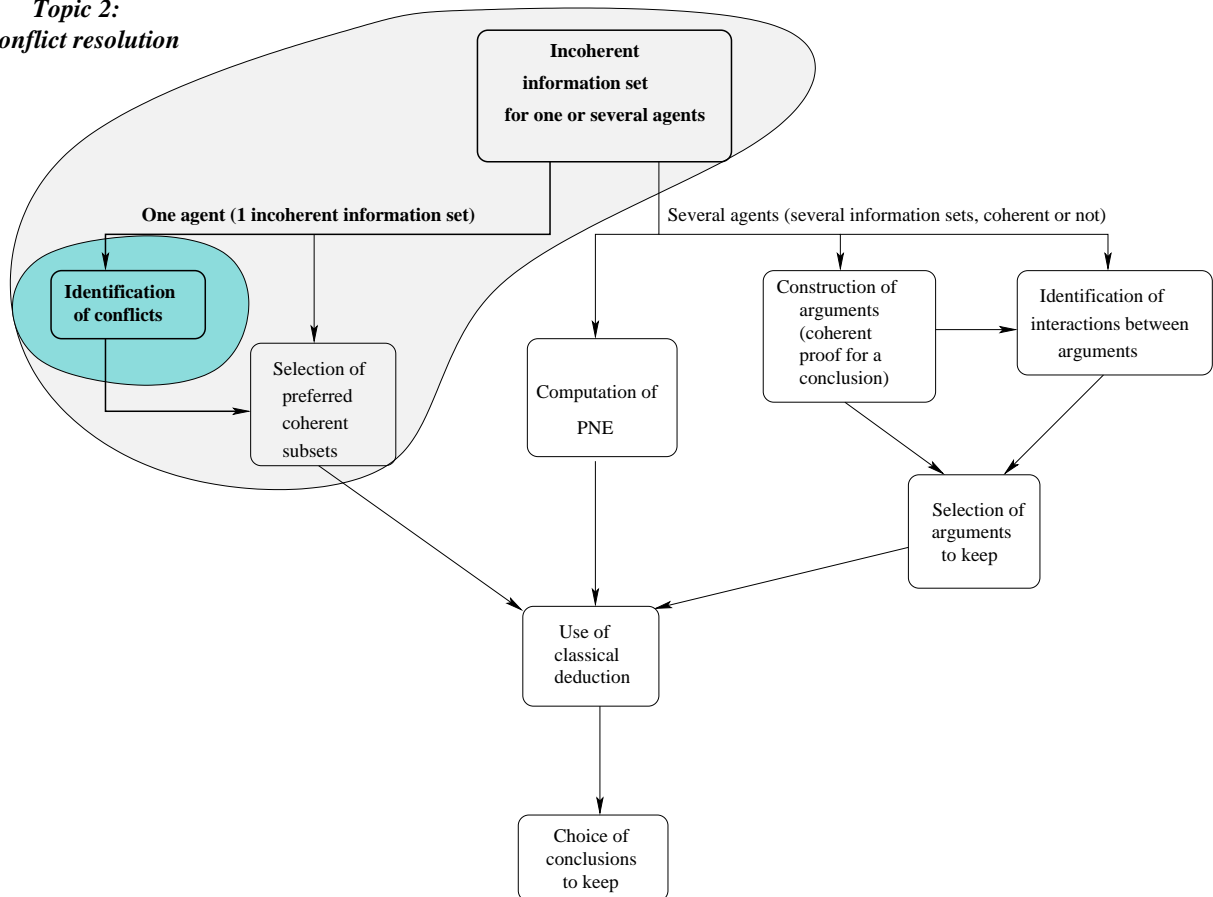 Topic 2:
onflict resolution
Incoherent
information set
for one or several agents
One agent (1 incoherent information set)
Several agents (several information sets, coherent or not)
Identification
of conflicts
Selection of
preferred
coherent
subsets
Computation of
PNE
Construction of
arguments
(coherent
proof for a
conclusion)
Identification of
interactions between
arguments
Selection of
arguments
to keep
Use of
classical
deduction
Choice of
conclusions
to keep